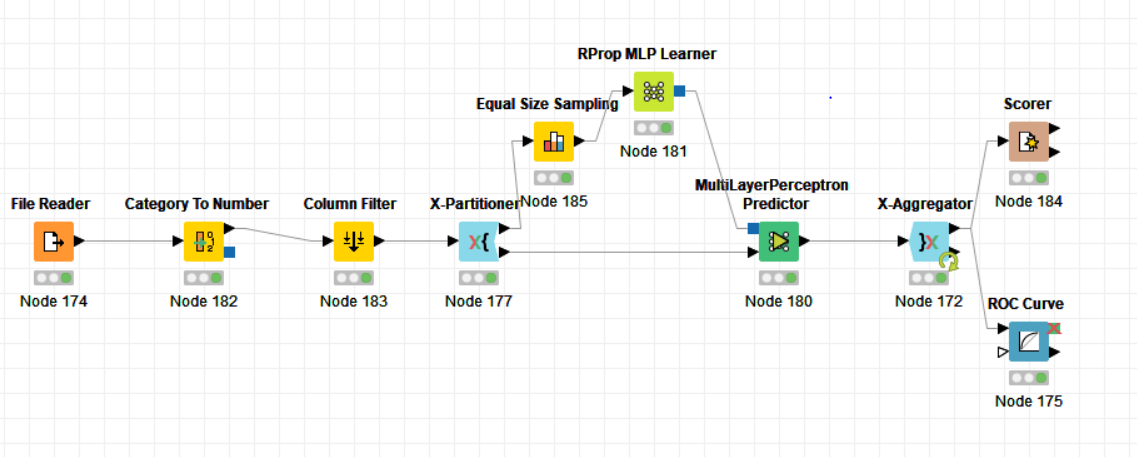 RProp MLP Learner
Node 181
Equal Size Sampling
Node 185
Scorer
Node 184
File Reader
Node 174
Category To Number
Node 182
Column Filter
Node 183
X-Partitioner
Node 177
MultiLayerPerceptron
Predictor
Node 180
X-Aggregator
Node 172
ROC Curve
Node 175